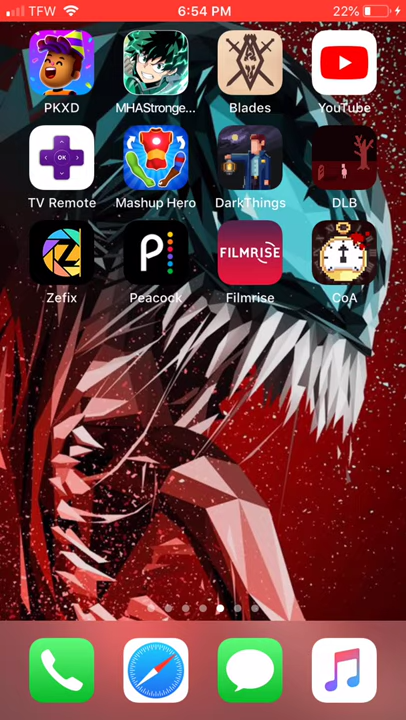 TFW 6:54 PM 22%
PKXD MHAStronge... Blades YouTube
OK
TV Remote Mashup Hero DarkThings DLB
FILMRISE
Zefix Peacock Filmrise CoA